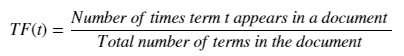 TF(t) = Number of times term t appears in a document / Total number of terms in the document